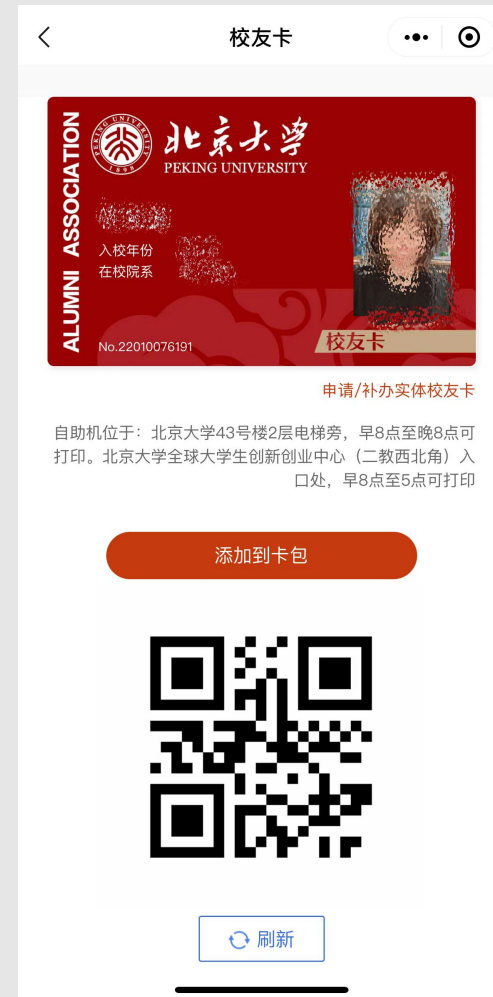 校友卡
ALUMNI ASSOCIATION
PEKING UNIVERSITY
1898
北京大学
PEKING UNIVERSITY
入校年份
在校院系
No.22010076191
校友卡
申请/补办实体校友卡
自助机位于：北京大学43号楼2层电梯旁，早8点至晚8点可
打印。北京大学全球大学生创新创业中心（二教西北角）入
口处，早8点至5点可打印
添加到卡包
刷新